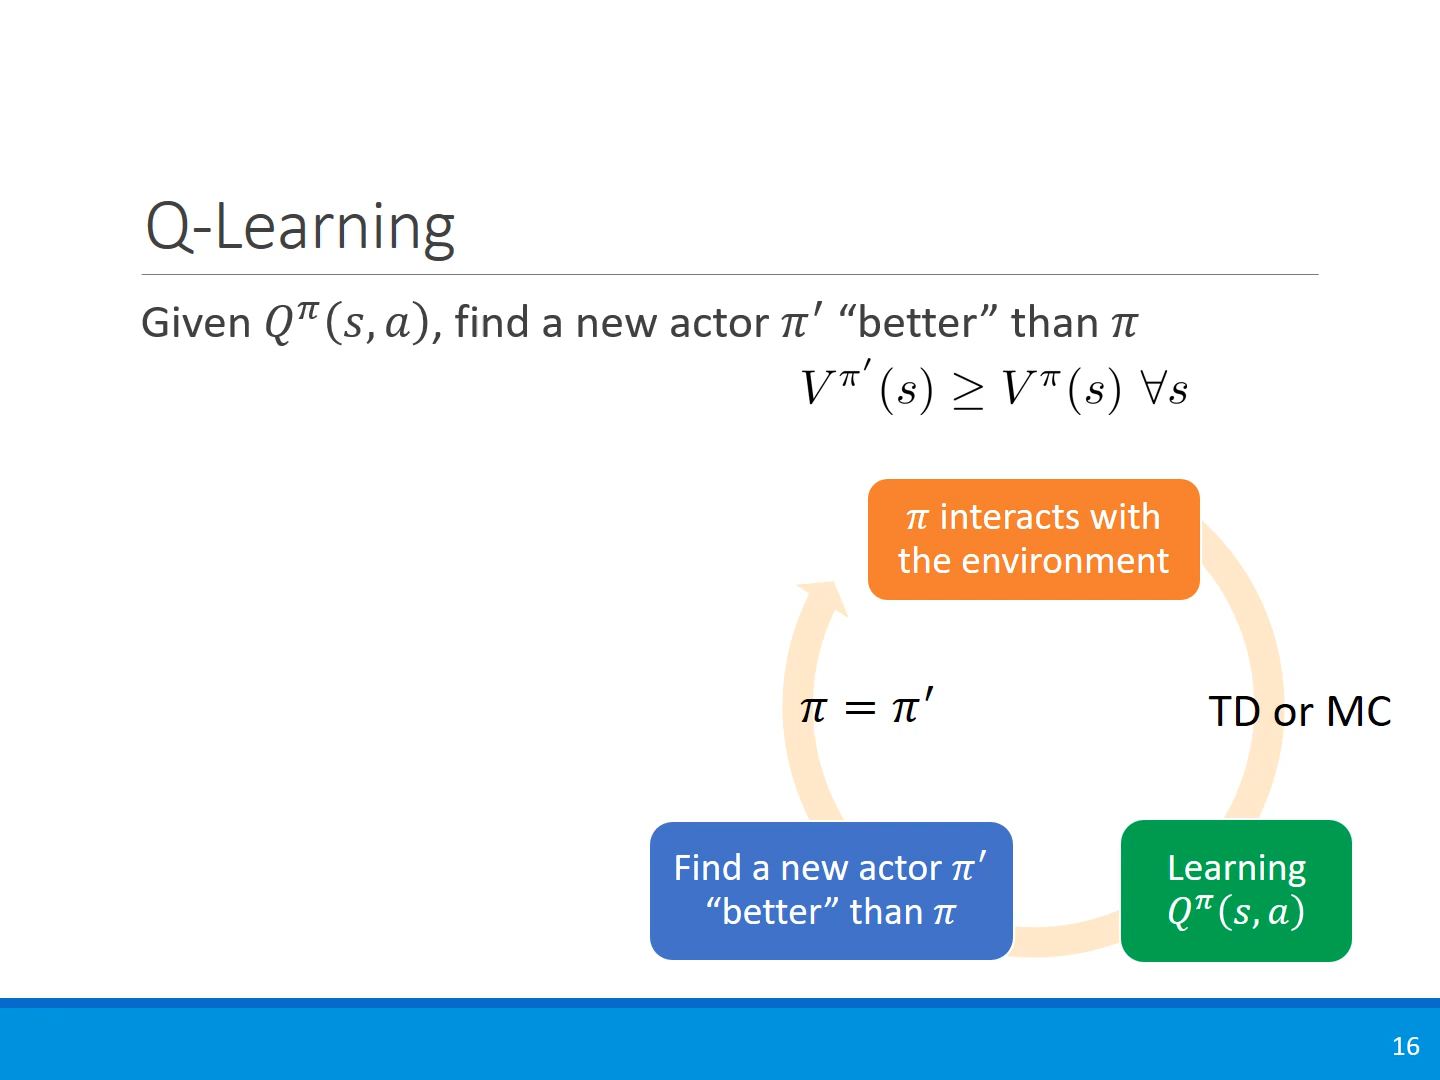 Q-Learning
Given 𝑄^𝜋(𝑠, 𝑎), find a new actor 𝜋′ “better” than 𝜋
V^π′(s) ≥ V^π(s) ∀s
𝜋 interacts with
the environment
𝜋 = 𝜋′
TD or MC
Find a new actor 𝜋′
“better” than 𝜋
Learning
𝑄^𝜋(𝑠, 𝑎)
16